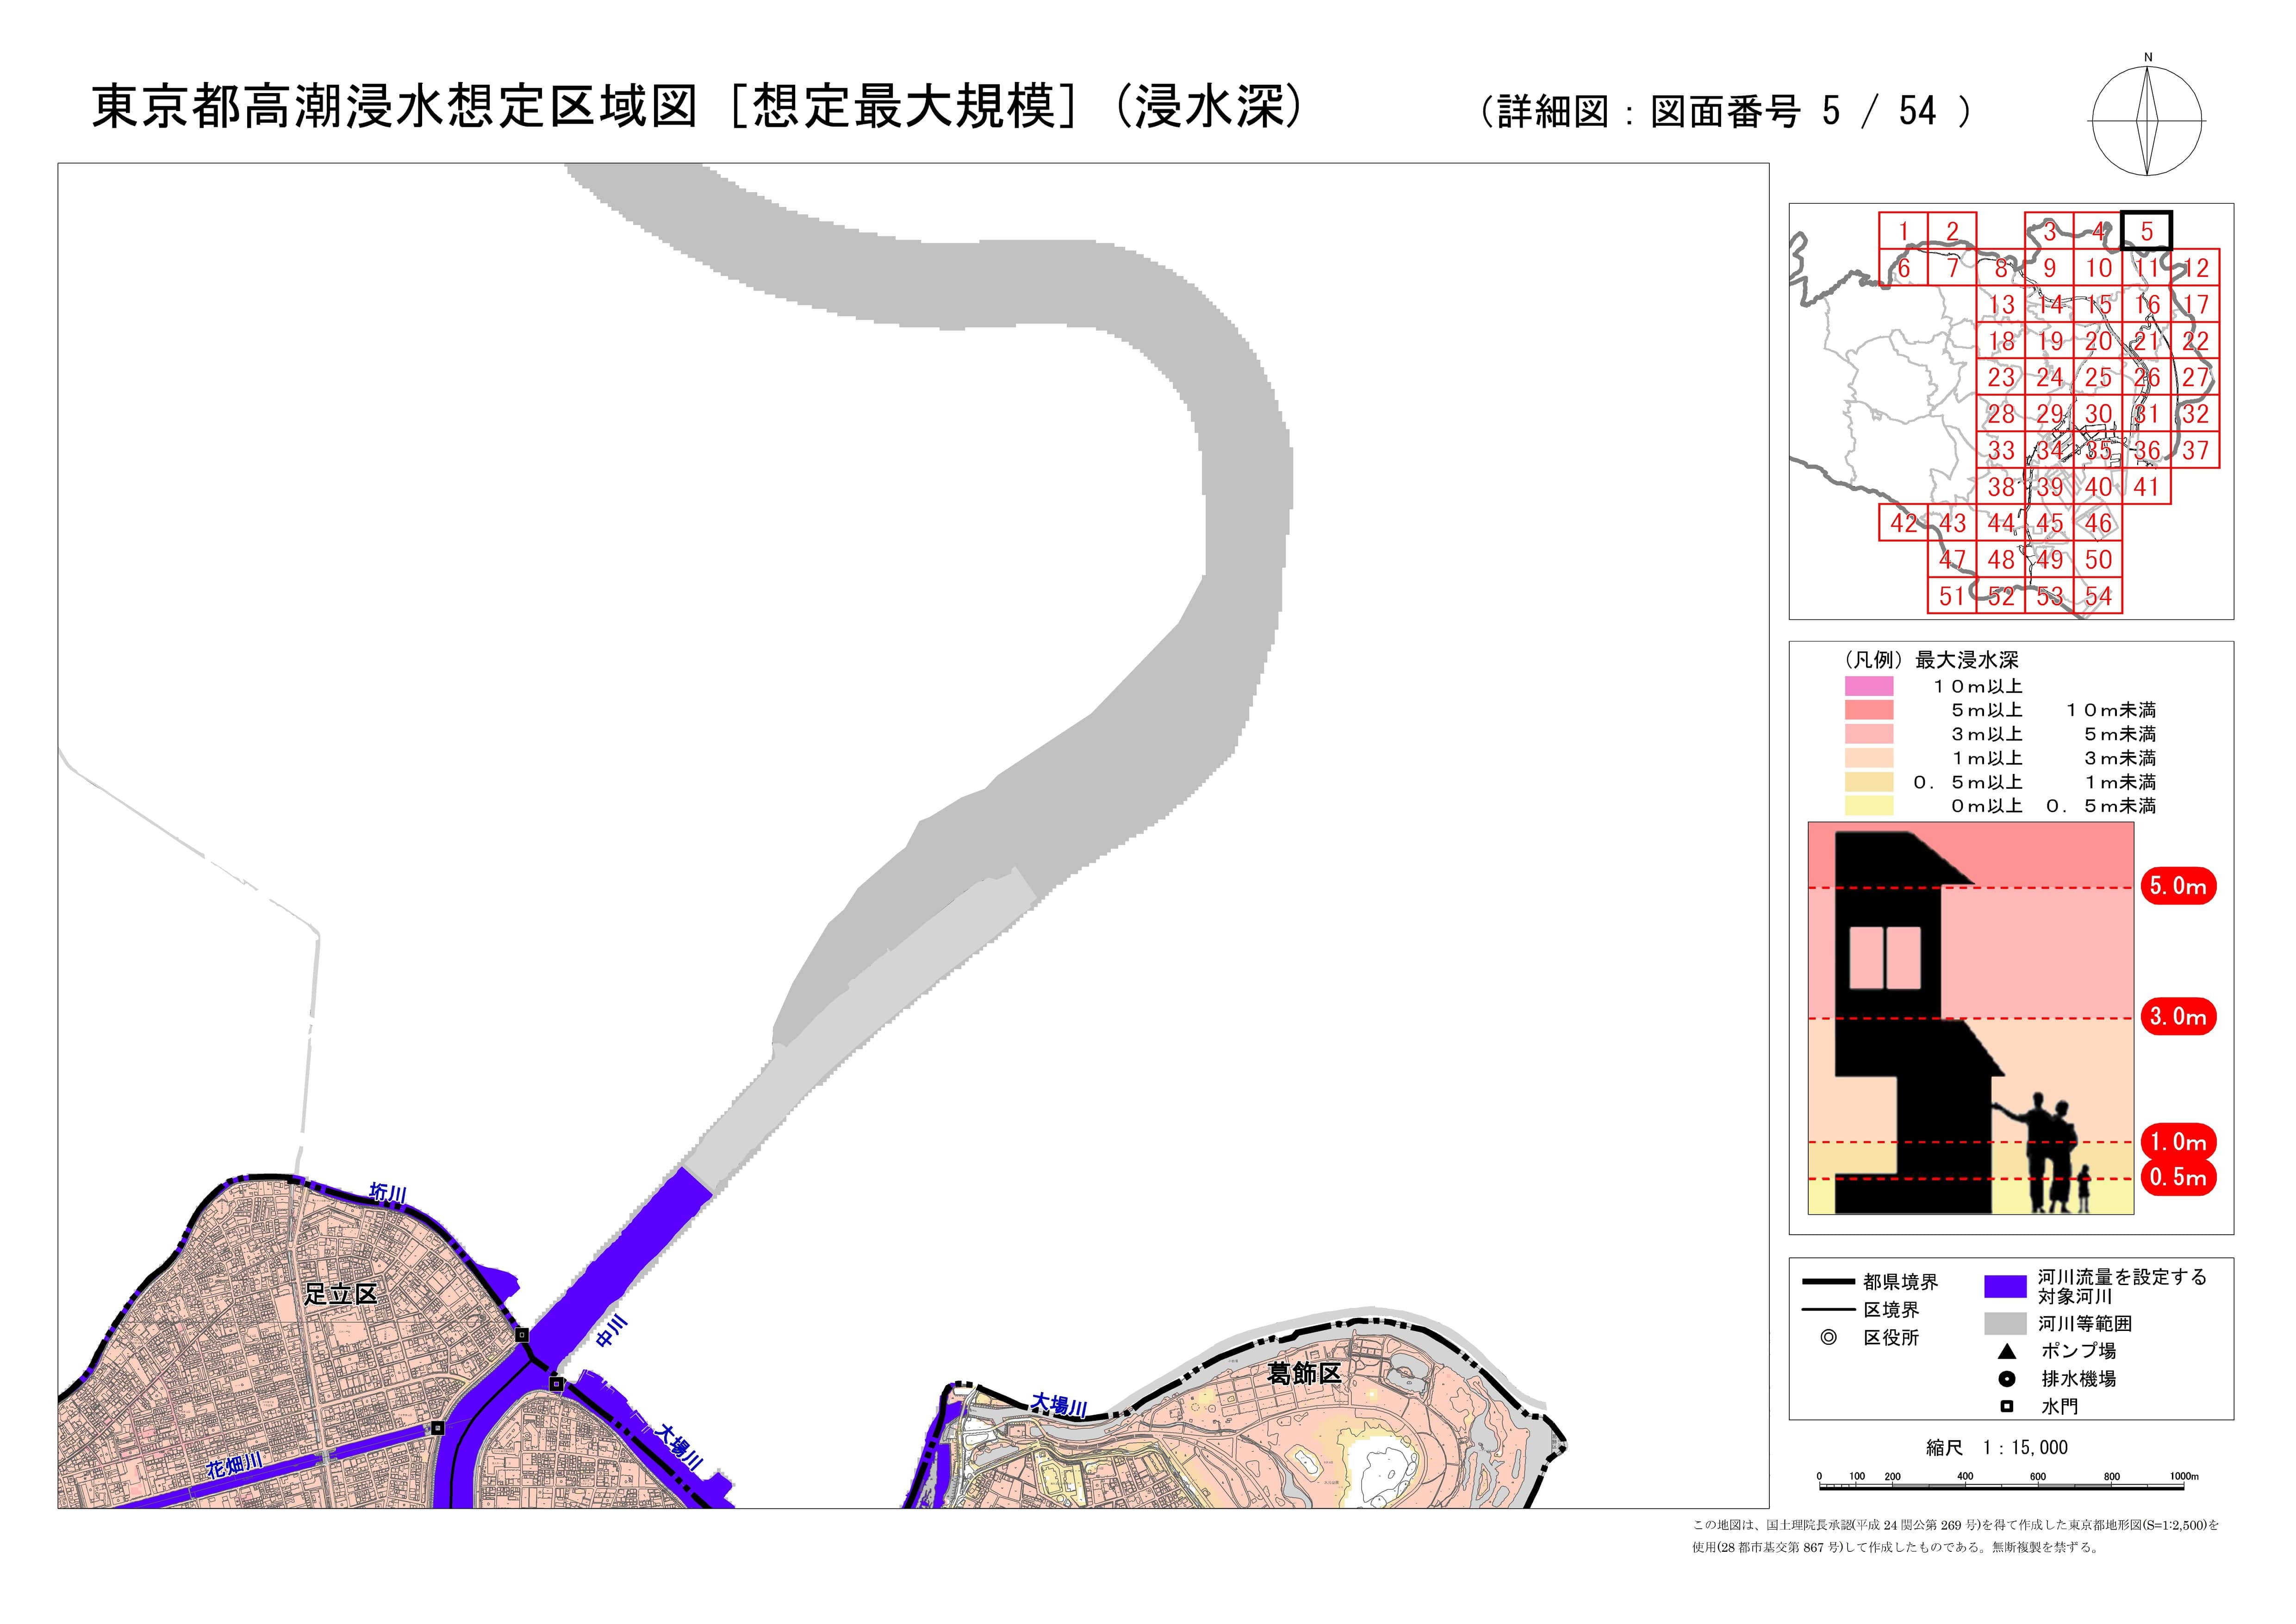 東京都高潮浸水想定区域図［想定最大規模］（浸水深）
（詳細図：図面番号 5 / 54 ）
N
1 2 3 4 5
6 7 8 9 10 11 12
13 14 15 16 17
18 19 20 21 22
23 24 25 26 27
28 29 30 31 32
33 34 35 36 37
38 39 40 41
42 43 44 45 46
47 48 49 50
51 52 53 54
（凡例）最大浸水深
１０ｍ以上
５ｍ以上 １０ｍ未満
３ｍ以上 ５ｍ未満
１ｍ以上 ３ｍ未満
０．５ｍ以上 １ｍ未満
０ｍ以上 ０．５ｍ未満
5.0m
3.0m
1.0m
0.5m
垳川
足立区
中川
葛飾区
大場川
大場川
花畑川
都県境界
区境界
区役所
河川流量を設定する
対象河川
河川等範囲
ポンプ場
排水機場
水門
縮尺 1：15,000
0 100 200 400 600 800 1000m
この地図は、国土理院長承認(平成 24 関公第 269 号)を得て作成した東京都地形図(S=1:2,500)を
使用(28 都市基交第 867 号)して作成したものである。無断複製を禁ずる。